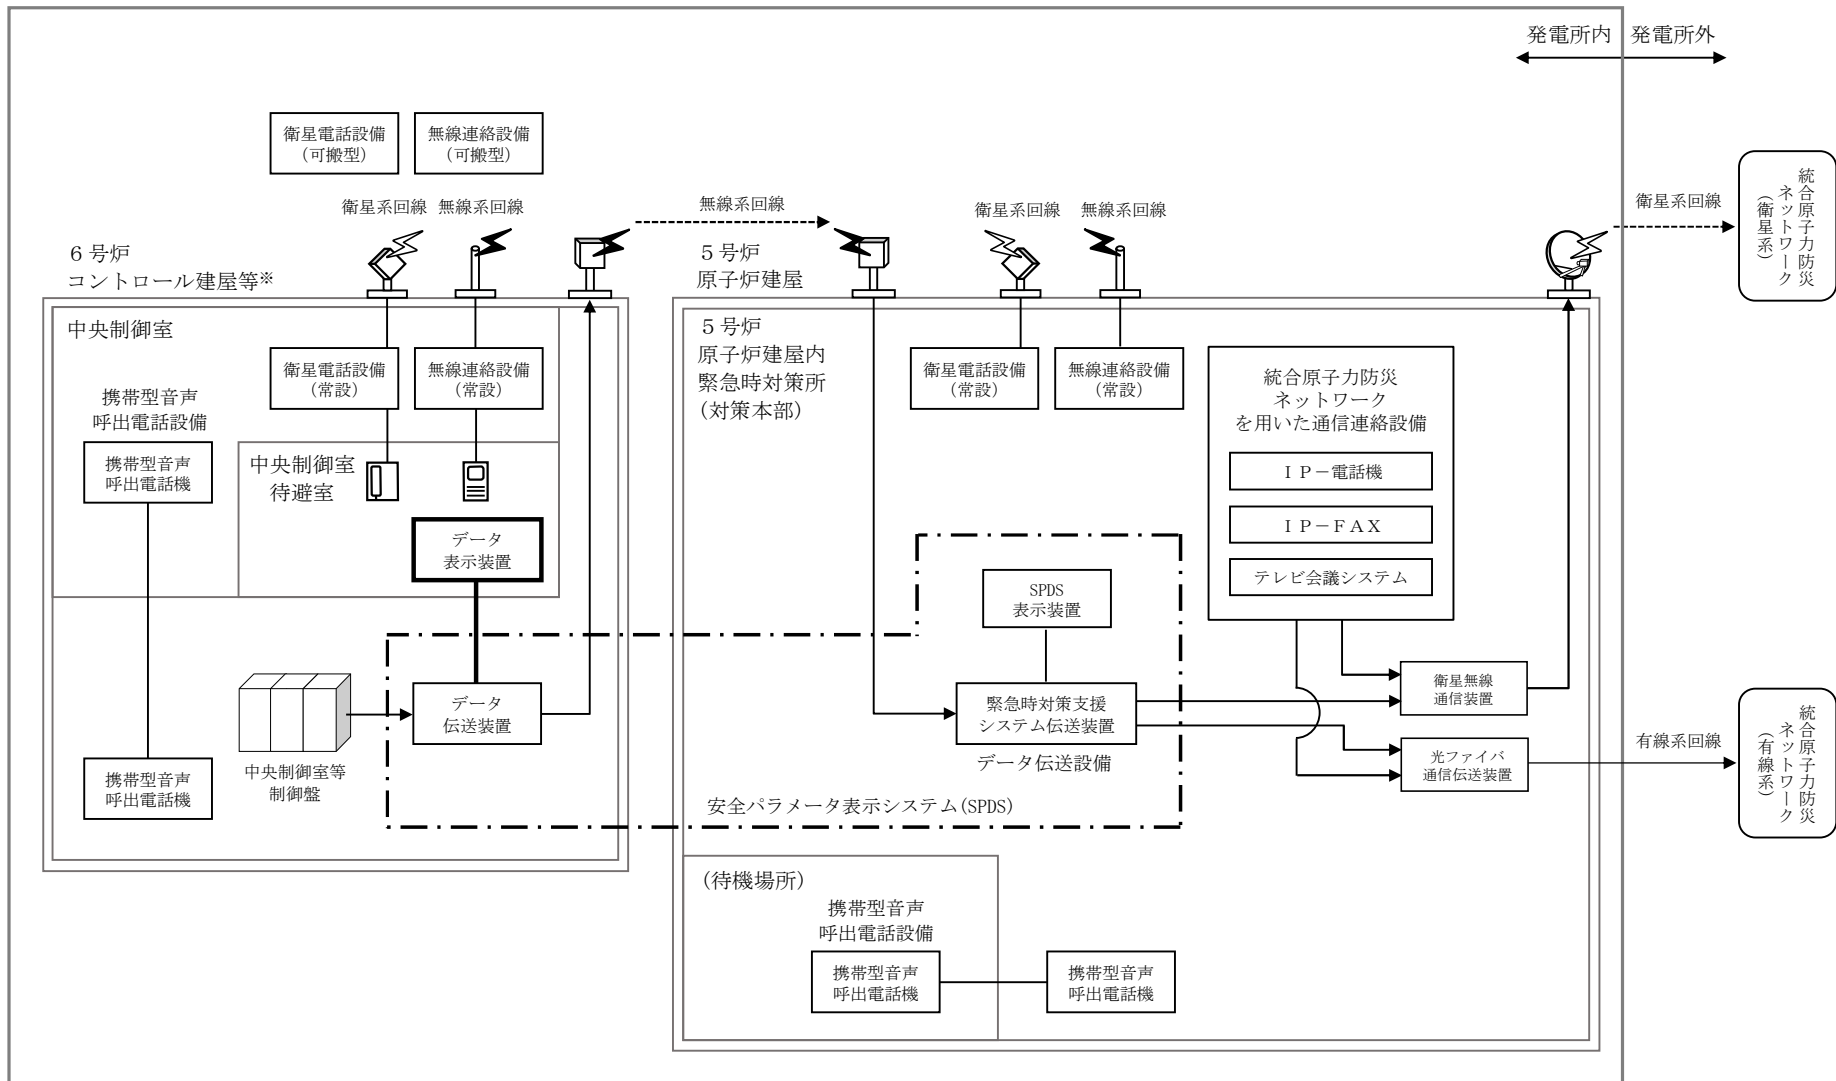 発電所内
発電所外
衛星電話設備
(可搬型)
無線連絡設備
(可搬型)
衛星系回線
無線系回線
無線系回線
衛星系回線
無線系回線
衛星系回線
統合原子力防災
ネットワーク
(衛星系)
6号炉
コントロール建屋等※
5号炉
原子炉建屋
中央制御室
衛星電話設備
(常設)
無線連絡設備
(常設)
携帯型音声
呼出電話設備
携帯型音声
呼出電話機
中央制御室
待避室
データ
表示装置
データ
伝送装置
中央制御室等
制御盤
携帯型音声
呼出電話機
5号炉
原子炉建屋内
緊急時対策所
(対策本部)
衛星電話設備
(常設)
無線連絡設備
(常設)
統合原子力防災
ネットワーク
を用いた通信連絡設備
IP-電話機
IP-FAX
テレビ会議システム
SPDS
表示装置
緊急時対策支援
システム伝送装置
データ伝送設備
安全パラメータ表示システム(SPDS)
衛星無線
通信装置
光ファイバ
通信伝送装置
有線系回線
統合原子力防災
ネットワーク
(有線系)
(待機場所)
携帯型音声
呼出電話設備
携帯型音声
呼出電話機
携帯型音声
呼出電話機